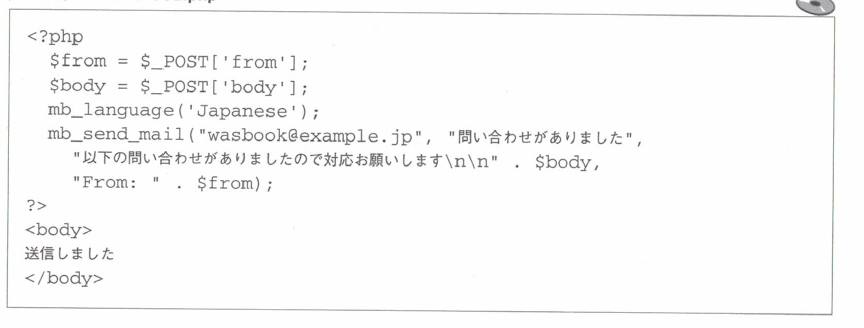 <?php
$from = $_POST['from'];
$body = $_POST['body'];
mb_language('Japanese');
mb_send_mail("wasbook@example.jp", "問い合わせがありました",
"以下の問い合わせがありましたので対応お願いします\n\n" . $body,
"From: " . $from);
?>
<body>
送信しました
</body>